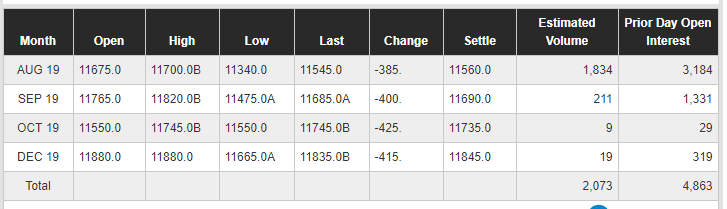 Month Open High Low Last Change Settle Estimated Volume Prior Day Open Interest
AUG 19 11675.0 11700.0B 11340.0 11545.0 -385. 11560.0 1,834 3,184
SEP 19 11765.0 11820.0B 11475.0A 11685.0A -400. 11690.0 211 1,331
OCT 19 11550.0 11745.0B 11550.0 11745.0B -425. 11735.0 9 29
DEC 19 11880.0 11880.0 11665.0A 11835.0B -415. 11845.0 19 319
Total 2,073 4,863